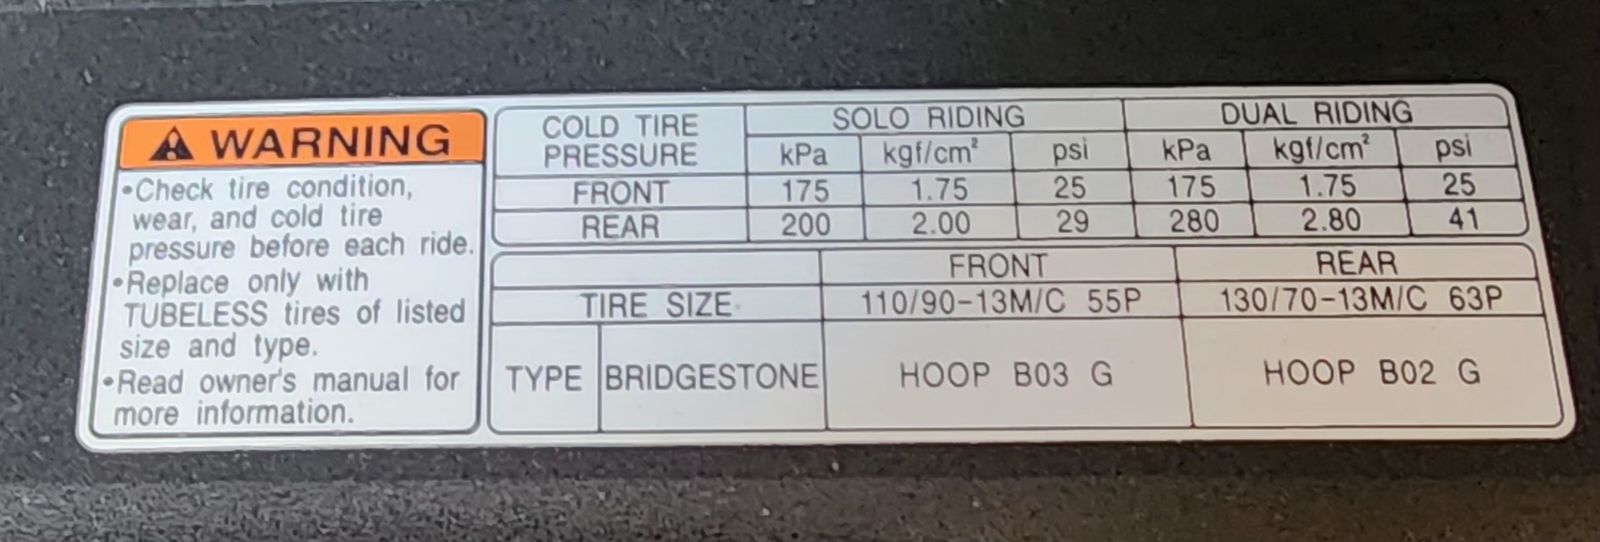 WARNING
•Check tire condition,
wear, and cold tire
pressure before each ride.
•Replace only with
TUBELESS tires of listed
size and type.
•Read owner's manual for
more information.
COLD TIRE PRESSURE SOLO RIDING DUAL RIDING
kPa kgf/cm² psi kPa kgf/cm² psi
FRONT 175 1.75 25 175 1.75 25
REAR 200 2.00 29 280 2.80 41
FRONT REAR
TIRE SIZE 110/90-13M/C 55P 130/70-13M/C 63P
TYPE BRIDGESTONE HOOP B03 G HOOP B02 G